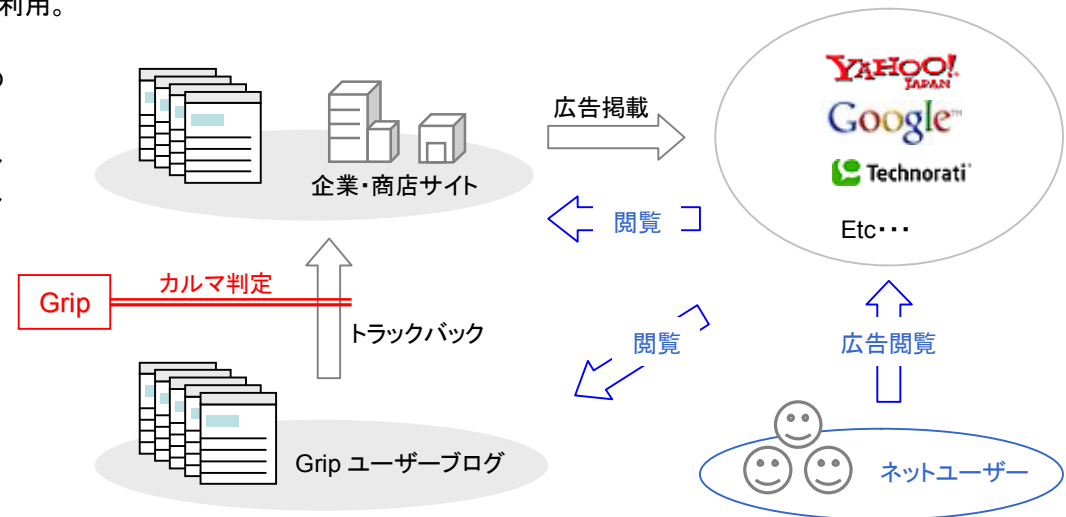 利用。
の
YAHOO!
JAPAN
広告掲載
Google™
Technorati
企業・商店サイト
閲覧
Etc・・・
カルマ判定
Grip
トラックバック
閲覧
広告閲覧
Grip ユーザーブログ
ネットユーザー